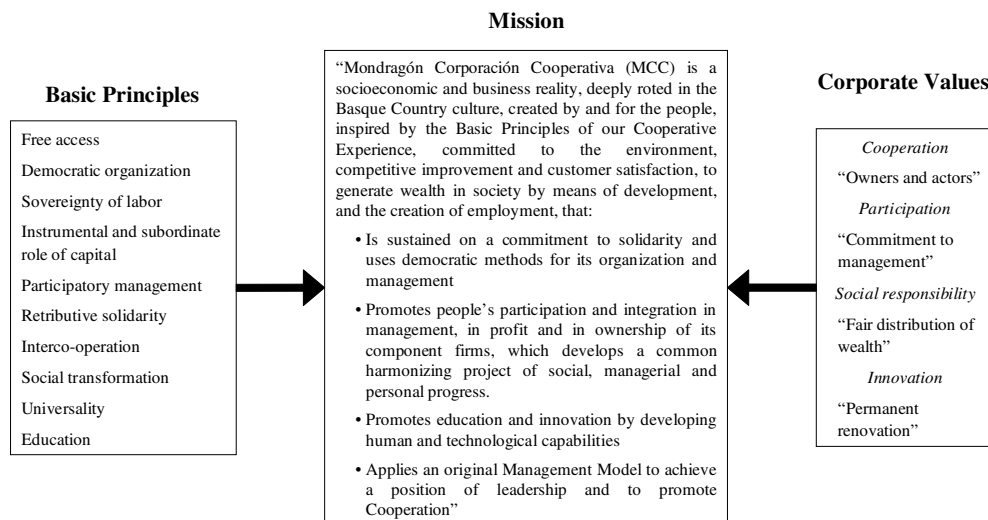 Mission
Basic Principles
Free access
Democratic organization
Sovereignty of labor
Instrumental and subordinate
role of capital
Participatory management
Retributive solidarity
Interco-operation
Social transformation
Universality
Education
“Mondragón Corporación Cooperativa (MCC) is a
socioeconomic and business reality, deeply roted in the
Basque Country culture, created by and for the people,
inspired by the Basic Principles of our Cooperative
Experience, committed to the environment,
competitive improvement and customer satisfaction, to
generate wealth in society by means of development,
and the creation of employment, that:
• Is sustained on a commitment to solidarity and
uses democratic methods for its organization and
management
• Promotes people’s participation and integration in
management, in profit and in ownership of its
component firms, which develops a common
harmonizing project of social, managerial and
personal progress.
• Promotes education and innovation by developing
human and technological capabilities
• Applies an original Management Model to achieve
a position of leadership and to promote
Cooperation”
Corporate Values
Cooperation
“Owners and actors”
Participation
“Commitment to
management”
Social responsibility
“Fair distribution of
wealth”
Innovation
“Permanent
renovation”